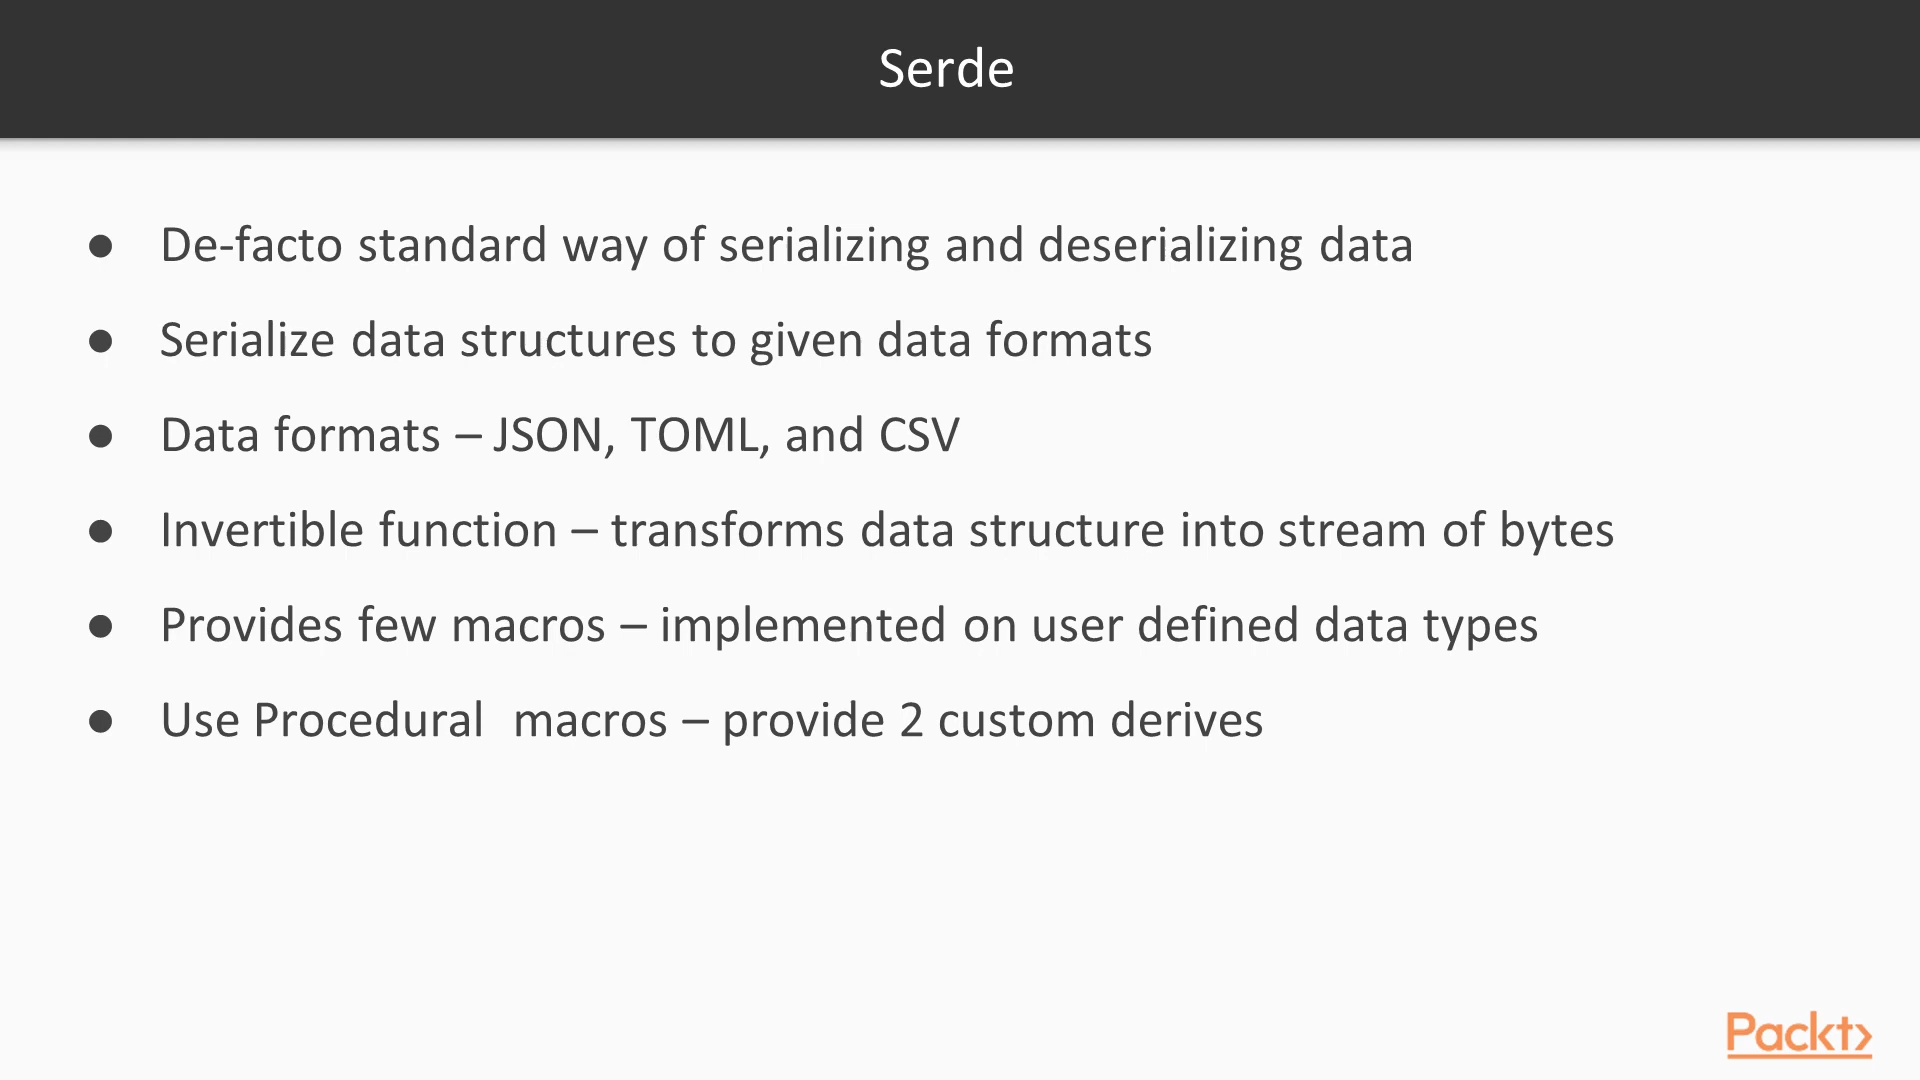 Serde
● De-facto standard way of serializing and deserializing data
● Serialize data structures to given data formats
● Data formats – JSON, TOML, and CSV
● Invertible function – transforms data structure into stream of bytes
● Provides few macros – implemented on user defined data types
● Use Procedural  macros – provide 2 custom derives
Packt>